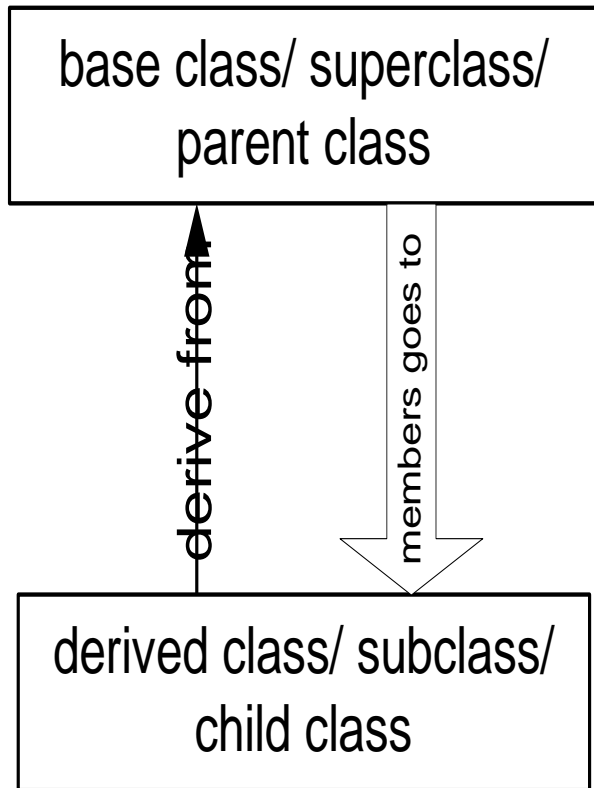 base class/ superclass/
parent class
derive from
members goes to
derived class/ subclass/
child class